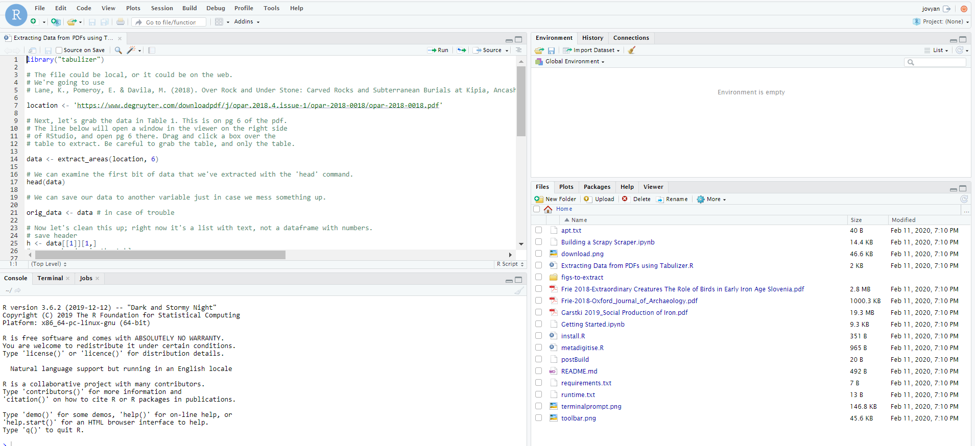 File Edit Code View Plots Session Build Debug Profile Tools Help
jovyan
R
Go to file/function
Addins
Project: (None)
Extracting Data from PDFs using T...
Source on Save
Run
Source
1 library("tabulizer")
2
3 # The file could be local, or it could be on the web.
4 # We're going to use
5 # Lane, K., Pomeroy, E. & Davila, M. (2018). Over Rock and Under Stone: Carved Rocks and Subterranean Burials at Kipia, Ancash
6
7 location <- 'https://www.degruyter.com/downloadpdf/j/opar.2018.4.issue-1/opar-2018-0018/opar-2018-0018.pdf'
8
9 # Next, let's grab the data in Table 1. This is on pg 6 of the pdf.
10 # The line below will open a window in the viewer on the right side
11 # of RStudio, and open pg 6 there. Drag and click a box over the
12 # table to extract. Be careful to grab the table, and only the table.
13
14 data <- extract_areas(location, 6)
15
16 # We can examine the first bit of data that we've extracted with the 'head' command.
17 head(data)
18
19 # We can save our data to another variable just in case we mess something up.
20
21 orig_data <- data # in case of trouble
22
23 # Now let's clean this up; right now it's a list with text, not a dataframe with numbers.
24 # save header
25 h <- data[[1]][1,]
26
1:1 (Top Level) R Script
Console Terminal Jobs
~/
R version 3.6.2 (2019-12-12) -- "Dark and Stormy Night"
Copyright (C) 2019 The R Foundation for Statistical Computing
Platform: x86_64-pc-linux-gnu (64-bit)
R is free software and comes with ABSOLUTELY NO WARRANTY.
You are welcome to redistribute it under certain conditions.
Type 'license()' or 'licence()' for distribution details.
Natural language support but running in an English locale
R is a collaborative project with many contributors.
Type 'contributors()' for more information and
'citation()' on how to cite R or R packages in publications.
Type 'demo()' for some demos, 'help()' for on-line help, or
'help.start()' for an HTML browser interface to help.
Type 'q()' to quit R.
>
Environment History Connections
Import Dataset
List
Global Environment
Environment is empty
Files Plots Packages Help Viewer
New Folder Upload Delete Rename More
Home ...
Name Size Modified
apt.txt 40 B Feb 11, 2020, 7:10 PM
Building a Scrapy Scraper.ipynb 14.4 KB Feb 11, 2020, 7:10 PM
download.png 46.6 KB Feb 11, 2020, 7:10 PM
Extracting Data from PDFs using Tabulizer.R 2 KB Feb 11, 2020, 7:10 PM
figs-to-extract
Frie 2018-Extraordinary Creatures The Role of Birds in Early Iron Age Slovenia.pdf 2.8 MB Feb 11, 2020, 7:10 PM
Frie-2018-Oxford_Journal_of_Archaeology.pdf 1000.3 KB Feb 11, 2020, 7:10 PM
Garstki 2019_Social Production of Iron.pdf 19.3 MB Feb 11, 2020, 7:10 PM
Getting Started.ipynb 9.3 KB Feb 11, 2020, 7:10 PM
install.R 351 B Feb 11, 2020, 7:10 PM
metadigitise.R 965 B Feb 11, 2020, 7:10 PM
postBuild 20 B Feb 11, 2020, 7:10 PM
README.md 492 B Feb 11, 2020, 7:10 PM
requirements.txt 7 B Feb 11, 2020, 7:10 PM
runtime.txt 13 B Feb 11, 2020, 7:10 PM
terminalprompt.png 146.8 KB Feb 11, 2020, 7:10 PM
toolbar.png 45.6 KB Feb 11, 2020, 7:10 PM